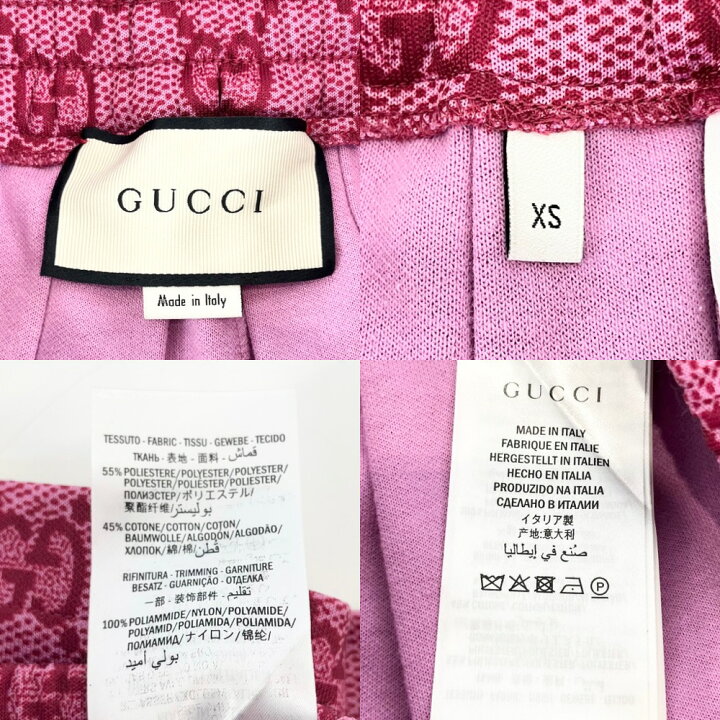 GUCCI
Made in Italy
XS
TESSUTO - FABRIC - TISSU - GEWEBE - TECIDO
ТКАНЬ - 表地 - 面料 - قماش
55% POLIESTERE/POLYESTER/POLYESTER/
POLYESTER/POLIÉSTER/POLIÉSTER/
ПОЛИЭСТЕР/ポリエステル/
聚酯纤维/بوليستر
45% COTONE/COTTON/COTON/
BAUMWOLLE/ALGODÓN/ALGODÃO/
ХЛОПОК/綿/棉/قطن
RIFINITURA - TRIMMING - GARNITURE
BESATZ - GUARNIÇÃO - ОТДЕЛКА
一部 - 装饰部件 - تقليم
100% POLIAMMIDE/NYLON/POLYAMIDE/
POLYAMID/POLIAMIDA/POLIAMIDA/
ПОЛИАМИД/ナイロン/锦纶/
بولي أميد
GUCCI
MADE IN ITALY
FABRIQUE EN ITALIE
HERGESTELLT IN ITALIEN
HECHO EN ITALIA
PRODUZIDO NA ITALIA
СДЕЛАНО В ИТАЛИИ
イタリア製
产地:意大利
صُنع في إيطاليا